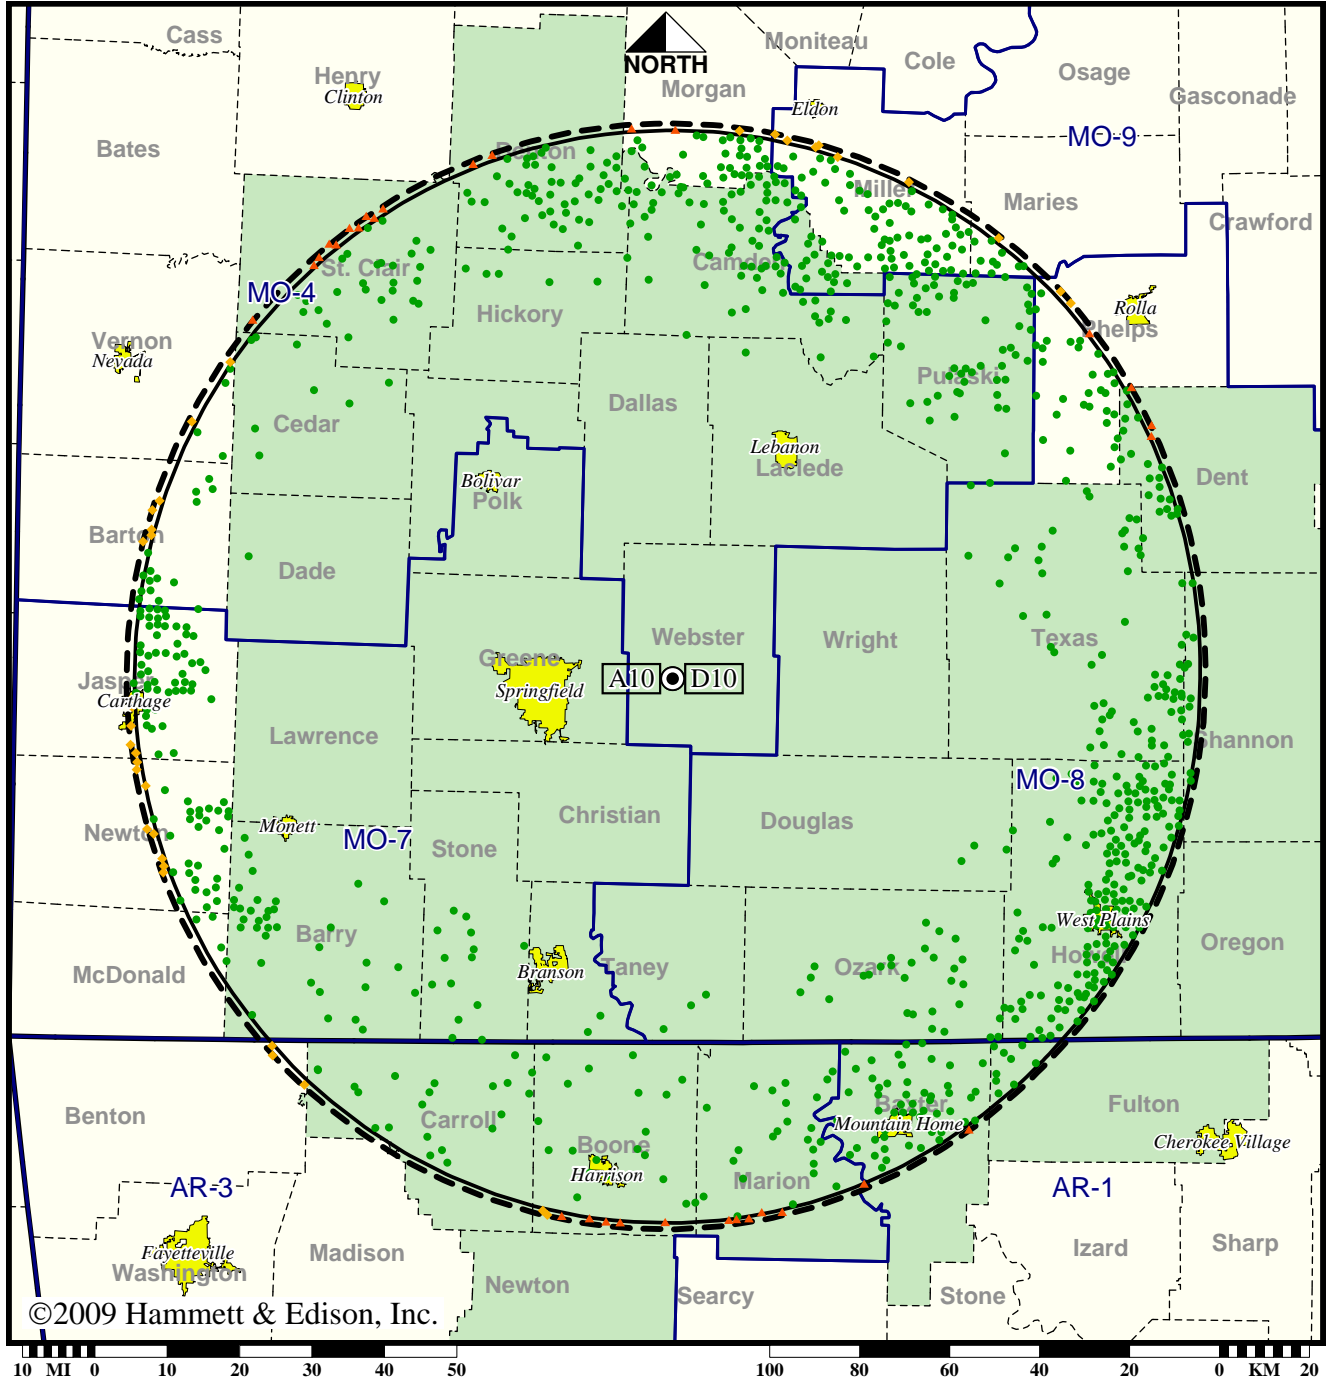 Cass
Henry
Clinton
NORTH
Morgan
Moniteau
Cole
Eldon
Osage
Gasconade
MO-9
Bates
Benton
Miller
Maries
Crawford
St. Clair
Camden
MO-4
Hickory
Rolla
Phelps
Vernon
Nevada
Pulaski
Dallas
Cedar
Lebanon
Laclede
Bolivar
Polk
Dent
Barton
Dade
Webster
Wright
Texas
Greene
Springfield
A10
D10
Jasper
Carthage
Lawrence
Shannon
MO-8
Christian
Douglas
Newton
Monett
MO-7
Stone
West Plains
Howell
Oregon
Barry
McDonald
Branson
Taney
Ozark
Benton
Carroll
Boone
Harrison
Marion
Baxter
Mountain Home
Fulton
Cherokee Village
AR-3
AR-1
Fayetteville
Washington
Madison
Newton
Searcy
Stone
Izard
Sharp
©2009 Hammett & Edison, Inc.
10 MI 0 10 20 30 40 50 100 80 60 40 20 0 KM 20